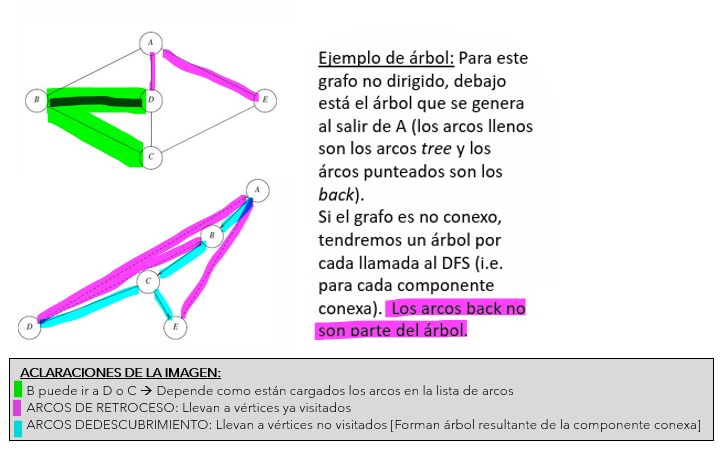 A
B
D
E
C
A
B
C
D
E
Ejemplo de árbol: Para este
grafo no dirigido, debajo
está el árbol que se genera
al salir de A (los arcos llenos
son los arcos tree y los
árcos punteados son los
back).
Si el grafo es no conexo,
tendremos un árbol por
cada llamada al DFS (i.e.
para cada componente
conexa). Los arcos back no
son parte del árbol.
ACLARACIONES DE LA IMAGEN:
B puede ir a D o C → Depende como están cargados los arcos en la lista de arcos
ARCOS DE RETROCESO: Llevan a vértices ya visitados
ARCOS DEDESCUBRIMIENTO: Llevan a vértices no visitados [Forman árbol resultante de la componente conexa]